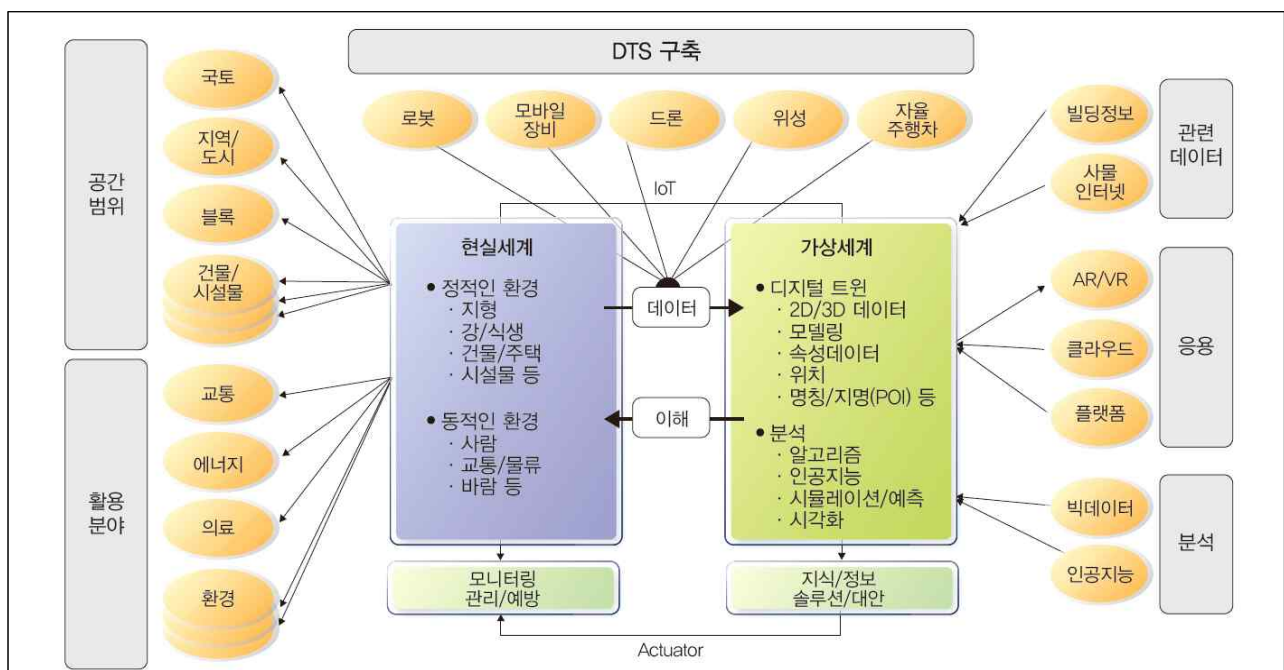 DTS 구축
공간
범위
국토
지역/
도시
블록
건물/
시설물
활용
분야
교통
에너지
의료
환경
로봇
모바일
장비
드론
위성
자율
주행차
IoT
현실세계
● 정적인 환경
· 지형
· 강/식생
· 건물/주택
· 시설물 등
● 동적인 환경
· 사람
· 교통/물류
· 바람 등
데이터
이해
가상세계
● 디지털 트윈
· 2D/3D 데이터
· 모델링
· 속성데이터
· 위치
· 명칭/지명(POI) 등
● 분석
· 알고리즘
· 인공지능
· 시뮬레이션/예측
· 시각화
모니터링
관리/예방
지식/정보
솔루션/대안
Actuator
빌딩정보
사물
인터넷
관련
데이터
AR/VR
클라우드
플랫폼
응용
빅데이터
인공지능
분석